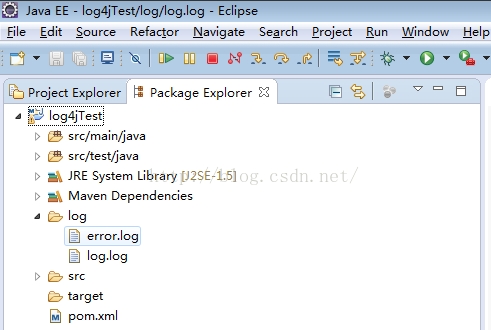 Java EE - log4jTest/log/log.log - Eclipse
File Edit Source Refactor Navigate Search Project Run Window Help
Project Explorer Package Explorer
log4jTest
src/main/java
src/test/java
JRE System Library [J2SE-1.5]
http://blog.csdn.net/
Maven Dependencies
log
error.log
log.log
src
target
pom.xml